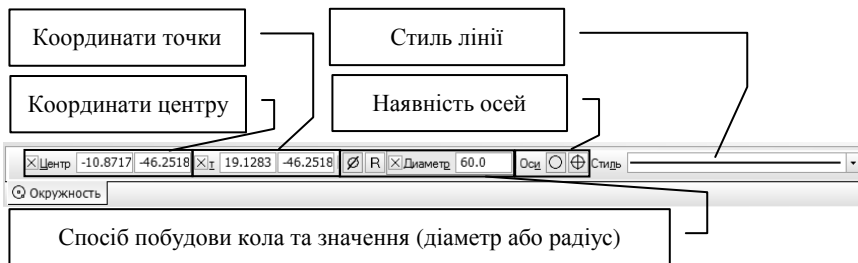 Координати точки
Стиль лінії
Координати центру
Наявність осей
Центр -10.8717 -46.2518 т 19.1283 -46.2518 Ø R Диаметр 60.0 Оси Стиль
Окружность
Спосіб побудови кола та значення (діаметр або радіус)